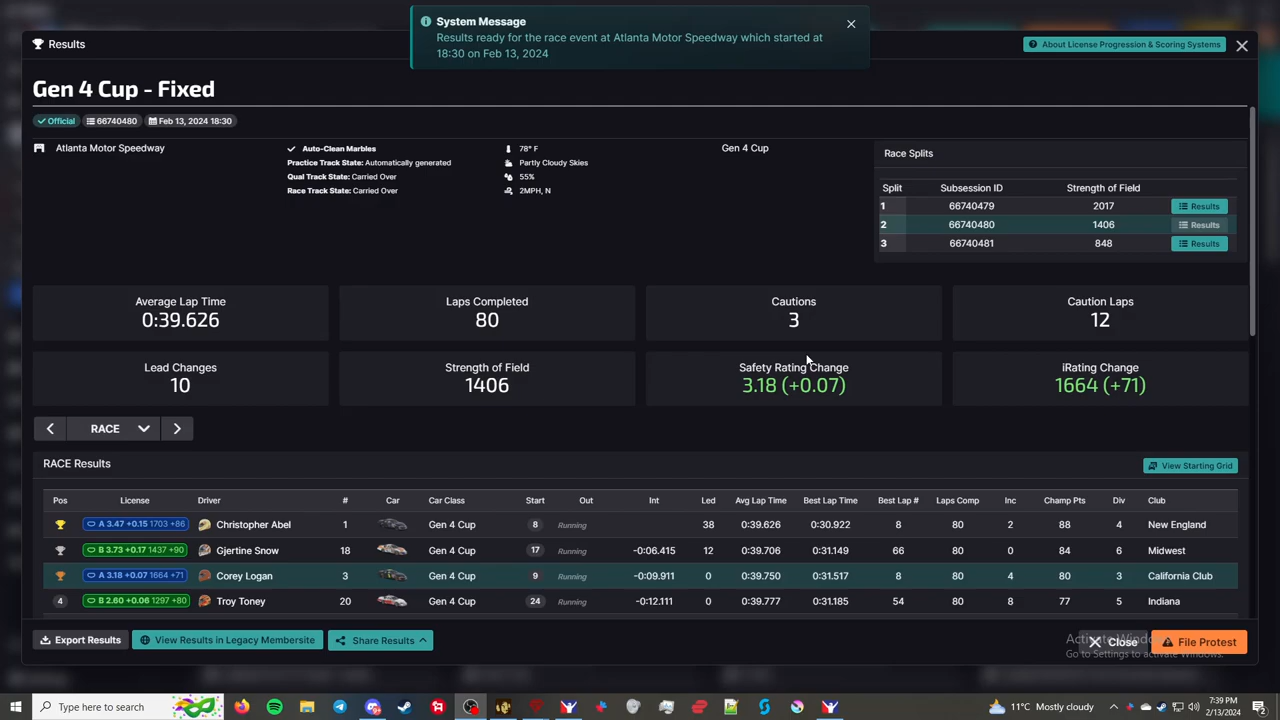 System Message
Results ready for the race event at Atlanta Motor Speedway which started at
18:30 on Feb 13, 2024
Results
About License Progression & Scoring Systems
Gen 4 Cup - Fixed
Official 66740480 Feb 13, 2024 18:30
Atlanta Motor Speedway
Auto-Clean Marbles
Practice Track State: Automatically generated
Qual Track State: Carried Over
Race Track State: Carried Over
78° F
Partly Cloudy Skies
55%
2MPH, N
Gen 4 Cup
Race Splits
Split Subsession ID Strength of Field
1 66740479 2017 Results
2 66740480 1406 Results
3 66740481 848 Results
Average Lap Time
0:39.626
Laps Completed
80
Cautions
3
Caution Laps
12
Lead Changes
10
Strength of Field
1406
Safety Rating Change
3.18 (+0.07)
iRating Change
1664 (+71)
RACE
RACE Results
View Starting Grid
Pos License Driver # Car Car Class Start Out Int Led Avg Lap Time Best Lap Time Best Lap # Laps Comp Inc Champ Pts Div Club
A 3.47 +0.15 1703 +86 Christopher Abel 1 Gen 4 Cup 8 Running 38 0:39.626 0:30.922 8 80 2 88 4 New England
B 3.73 +0.17 1437 +90 Gjertine Snow 18 Gen 4 Cup 17 Running -0:06.415 12 0:39.706 0:31.149 66 80 0 84 6 Midwest
A 3.18 +0.07 1664 +71 Corey Logan 3 Gen 4 Cup 9 Running -0:09.911 0 0:39.750 0:31.517 8 80 4 80 3 California Club
4 B 2.60 +0.06 1297 +80 Troy Toney 20 Gen 4 Cup 24 Running -0:12.111 0 0:39.777 0:31.185 54 80 8 77 5 Indiana
Export Results
View Results in Legacy Membersite
Share Results
Close
File Protest
Activate Windows
Go to Settings to activate Windows.
Type here to search
11°C Mostly cloudy
7:39 PM
2/13/2024